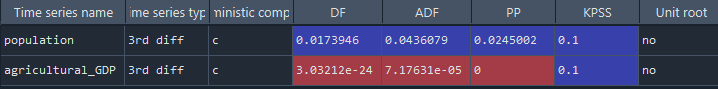 Time series name ime series typ ministic comp DF ADF PP KPSS Unit root
population 3rd diff c 0.0173946 0.0436079 0.0245002 0.1 no
agricultural_GDP 3rd diff c 3.03212e-24 7.17631e-05 0 0.1 no